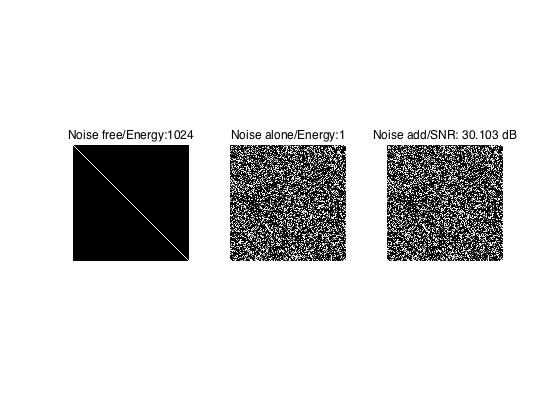 Noise free/Energy:1024
Noise alone/Energy:1
Noise add/SNR: 30.103 dB